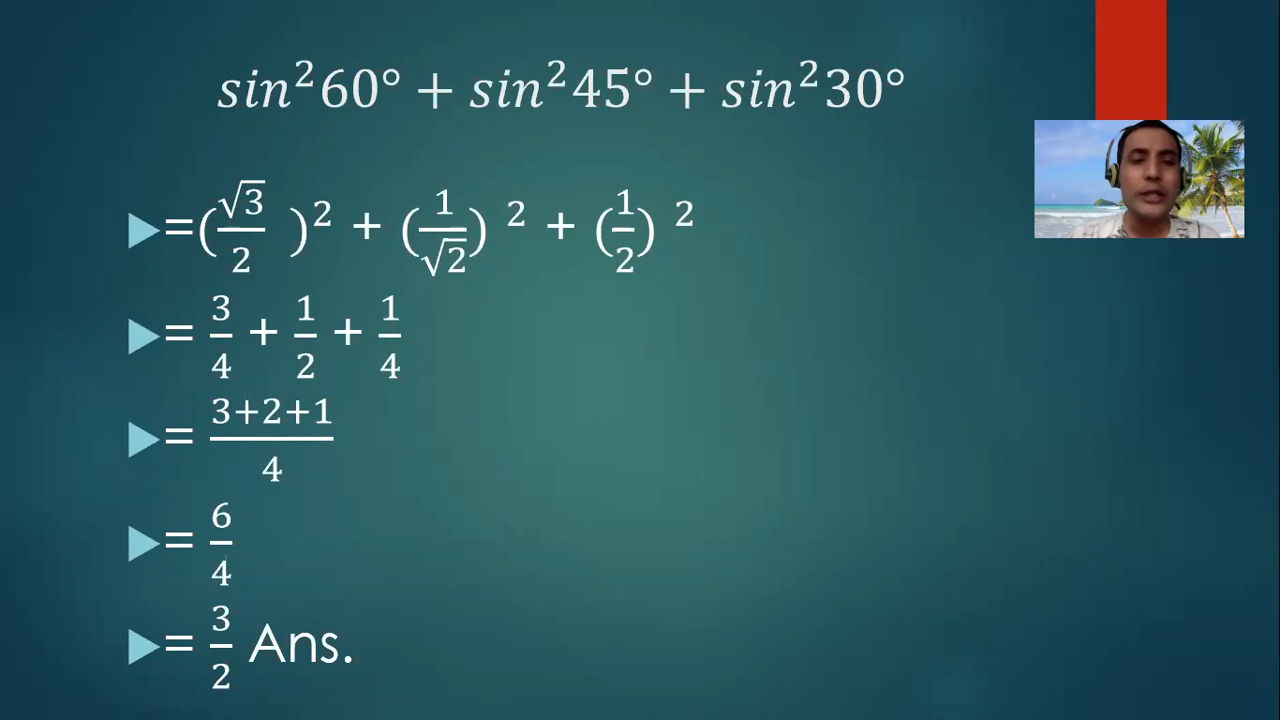 sin²60° + sin²45° + sin²30°
=(√3/2 )² + (1/√2) ² + (1/2) ²
= 3/4 + 1/2 + 1/4
= 3+2+1/4
= 6/4
= 3/2 Ans.